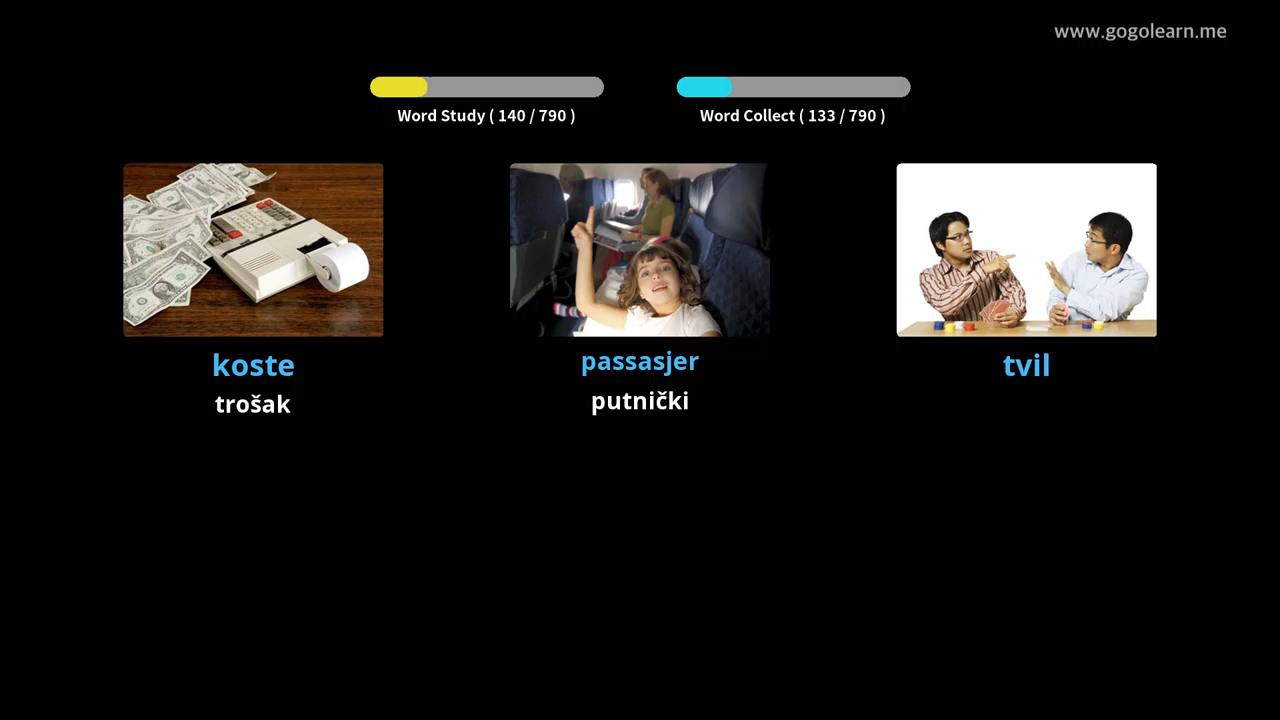 www.gogolearn.me
Word Study ( 140 / 790 )
Word Collect ( 133 / 790 )
koste
trošak
passasjer
putnički
tvil